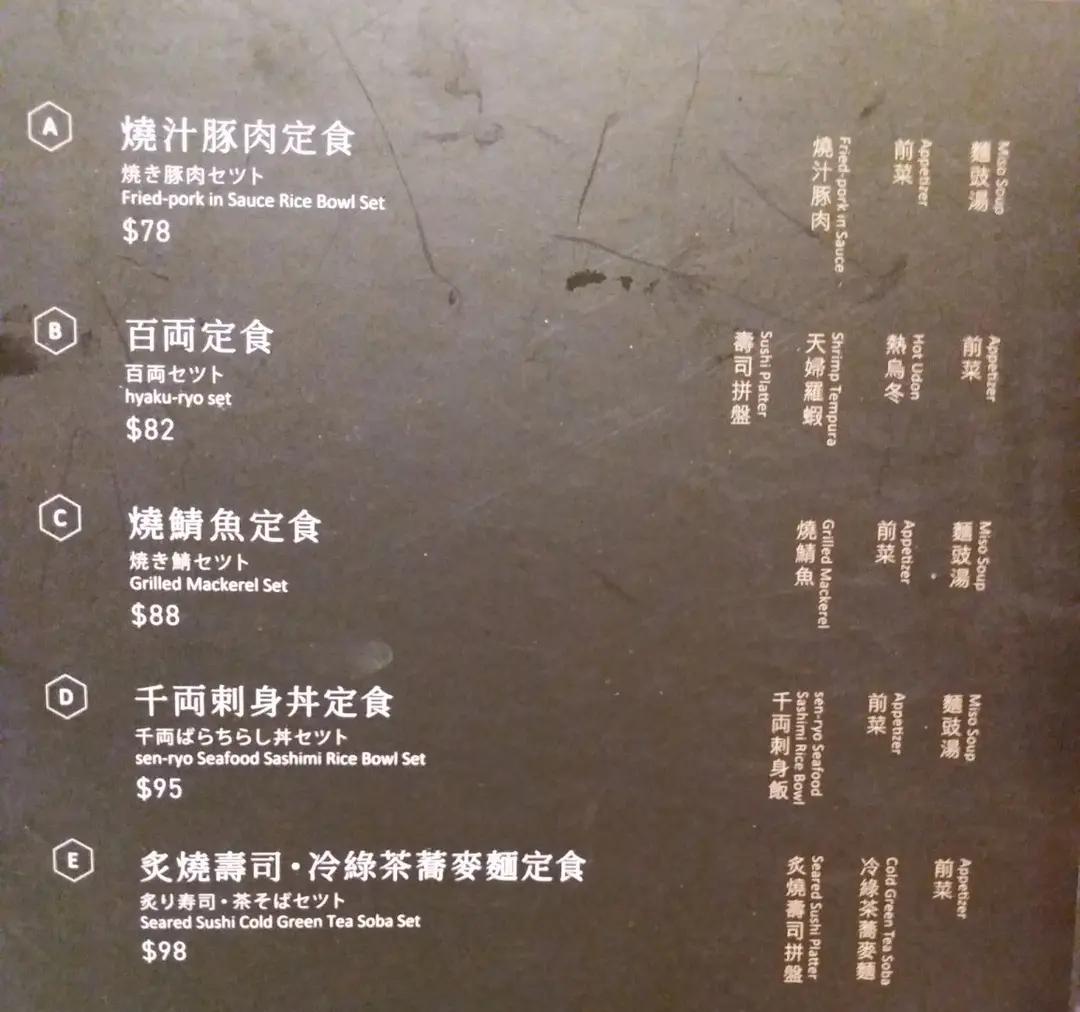 A
燒汁豚肉定食
焼き豚肉セツト
Fried-pork in Sauce Rice Bowl Set
$78
Miso Soup
麵豉湯
Appetizer
前菜
Fried-pork in Sauce
燒汁豚肉
B
百両定食
百両セツト
hyaku-ryo set
$82
Appetizer
前菜
Hot Udon
熱烏冬
Shrimp Tempura
天婦羅蝦
Sushi Platter
壽司拼盤
C
燒鯖魚定食
焼き鯖セツト
Grilled Mackerel Set
$88
Miso Soup
麵豉湯
Appetizer
前菜
Grilled Mackerel
燒鯖魚
D
千両刺身丼定食
千両ばらちらし丼セツト
sen-ryo Seafood Sashimi Rice Bowl Set
$95
Miso Soup
麵豉湯
Appetizer
前菜
sen-ryo Seafood
Sashimi Rice Bowl
千両刺身飯
E
炙燒壽司・冷綠茶蕎麥麵定食
炙り寿司・茶そばセツト
Seared Sushi Cold Green Tea Soba Set
$98
Appetizer
前菜
Cold Green Tea Soba
冷綠茶蕎麥麵
Seared Sushi Platter
炙燒壽司拼盤